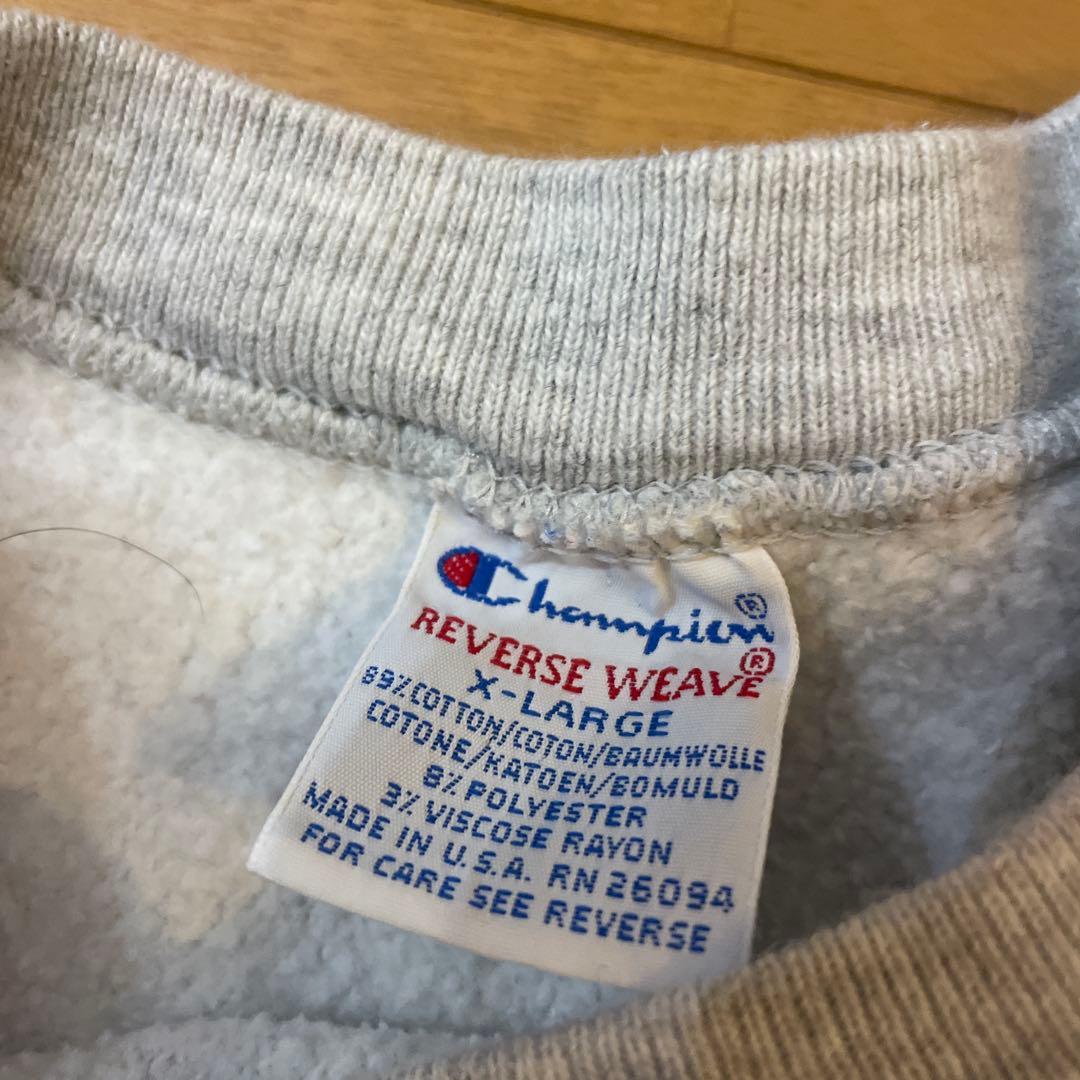 Champion®
REVERSE WEAVE®
X-LARGE
89%COTTON/COTON/BAUMWOLLE
COTONE/KATOEN/BOMULD
8%POLYESTER
3% VISCOSE RAYON
MADE IN U.S.A. RN 26094
FOR CARE SEE REVERSE